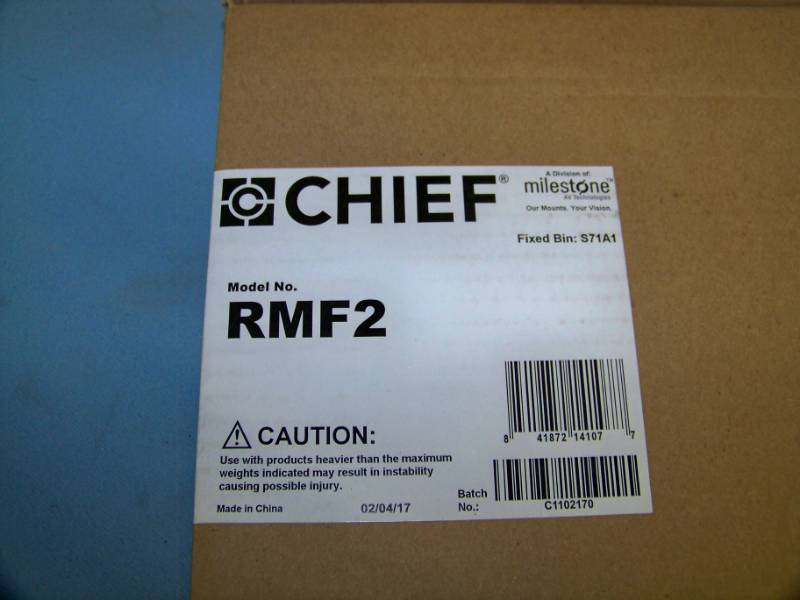 CHIEF®
A Division of:
milestone™
AV Technologies
Our Mounts. Your Vision.
Fixed Bin: S71A1
Model No.
RMF2
8 41872 14107 7
CAUTION:
Use with products heavier than the maximum
weights indicated may result in instability
causing possible injury.
Made in China
02/04/17
Batch
No.:
C1102170